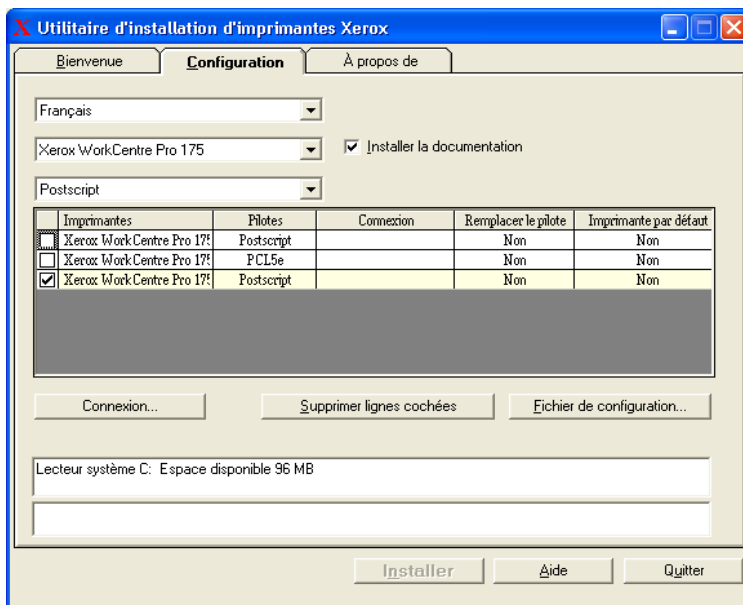 X Utilitaire d'installation d'imprimantes Xerox
Bienvenue Configuration À propos de
Français
Xerox WorkCentre Pro 175 Installer la documentation
Postscript
Imprimantes Pilotes Connexion Remplacer le pilote Imprimante par défaut
Xerox WorkCentre Pro 175 Postscript Non Non
Xerox WorkCentre Pro 175 PCL5e Non Non
Xerox WorkCentre Pro 175 Postscript Non Non
Connexion... Supprimer lignes cochées Fichier de configuration...
Lecteur système C: Espace disponible 96 MB
Installer Aide Quitter